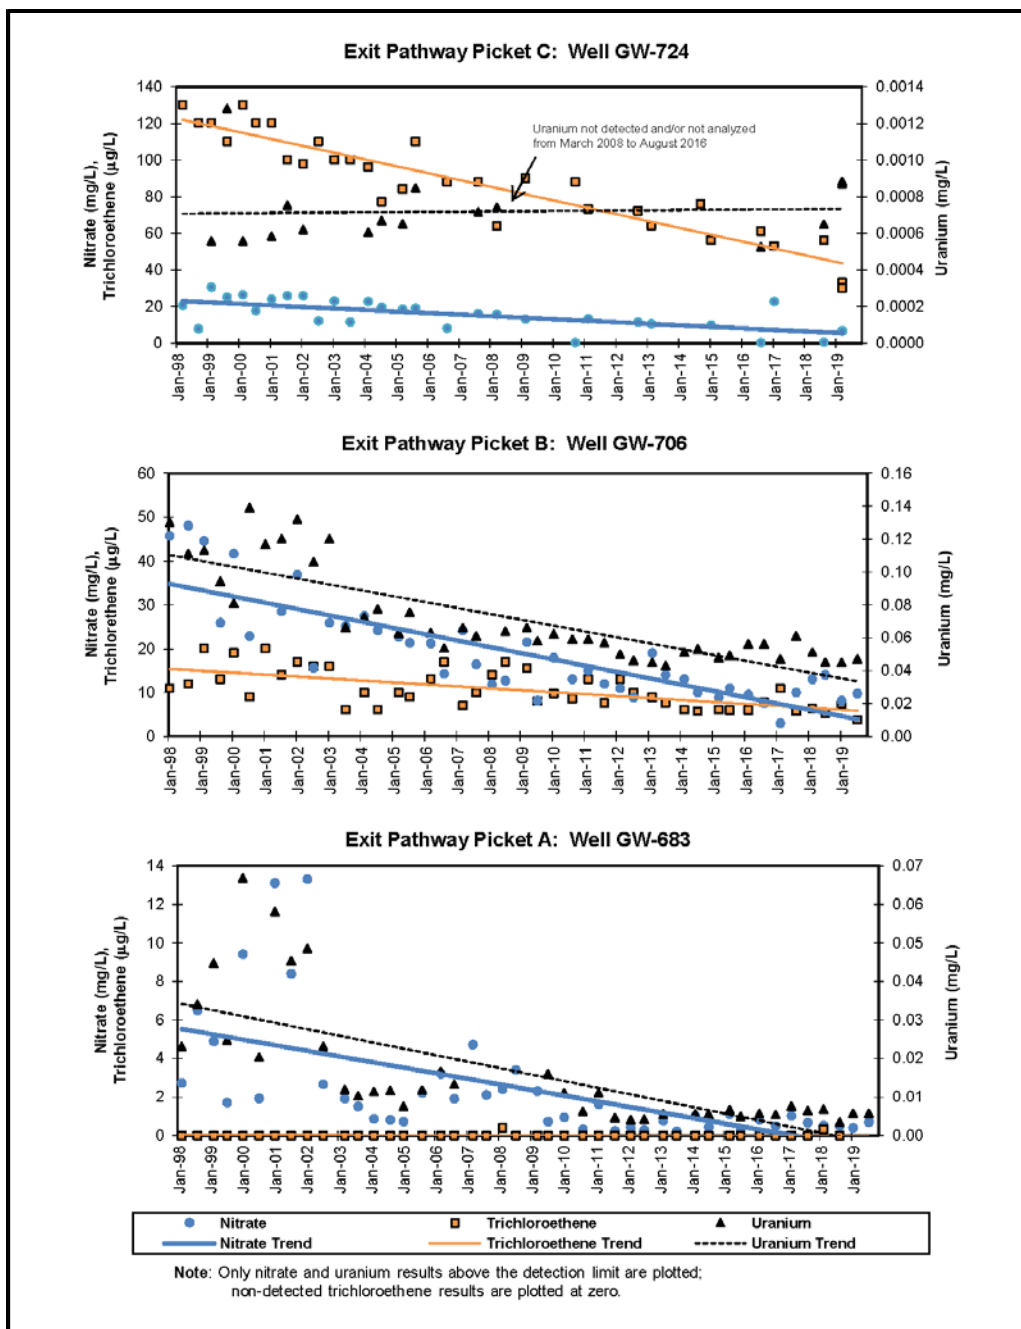 Exit Pathway Picket C: Well GW-724
Nitrate (mg/L),
Trichloroethene (µg/L)
140
120
100
80
60
40
20
0
Uranium not detected and/or not analyzed
from March 2008 to August 2016
0.0014
0.0012
0.0010
0.0008
0.0006
0.0004
0.0002
0.0000
Uranium (mg/L)
Jan-98
Jan-99
Jan-00
Jan-01
Jan-02
Jan-03
Jan-04
Jan-05
Jan-06
Jan-07
Jan-08
Jan-09
Jan-10
Jan-11
Jan-12
Jan-13
Jan-14
Jan-15
Jan-16
Jan-17
Jan-18
Jan-19
Exit Pathway Picket B: Well GW-706
Nitrate (mg/L),
Trichlorethene (µg/L)
60
50
40
30
20
10
0
0.16
0.14
0.12
0.10
0.08
0.06
0.04
0.02
0.00
Uranium (mg/L)
Jan-98
Jan-99
Jan-00
Jan-01
Jan-02
Jan-03
Jan-04
Jan-05
Jan-06
Jan-07
Jan-08
Jan-09
Jan-10
Jan-11
Jan-12
Jan-13
Jan-14
Jan-15
Jan-16
Jan-17
Jan-18
Jan-19
Exit Pathway Picket A: Well GW-683
Nitrate (mg/L),
Trichloroethene (µg/L)
14
12
10
8
6
4
2
0
0.07
0.06
0.05
0.04
0.03
0.02
0.01
0.00
Uranium (mg/L)
Jan-98
Jan-99
Jan-00
Jan-01
Jan-02
Jan-03
Jan-04
Jan-05
Jan-06
Jan-07
Jan-08
Jan-09
Jan-10
Jan-11
Jan-12
Jan-13
Jan-14
Jan-15
Jan-16
Jan-17
Jan-18
Jan-19
Nitrate Trichloroethene Uranium
Nitrate Trend Trichloroethene Trend Uranium Trend
Note: Only nitrate and uranium results above the detection limit are plotted;
non-detected trichloroethene results are plotted at zero.